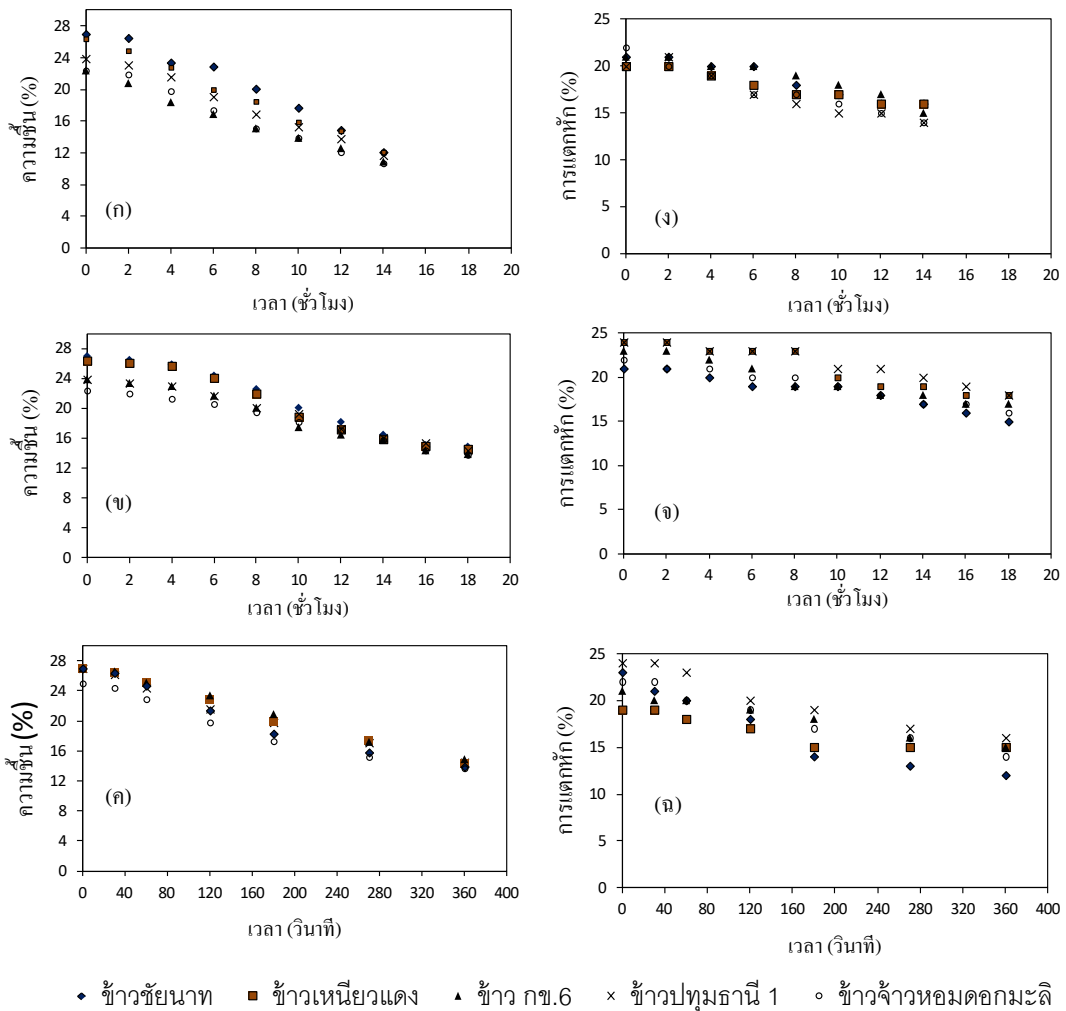 28
24
20
16
12
8
4
0
ความชื้น (%)
(ก)
0 2 4 6 8 10 12 14 16 18 20
เวลา (ชั่วโมง)
25
20
15
10
5
0
การแตกหัก (%)
(ง)
0 2 4 6 8 10 12 14 16 18 20
เวลา (ชั่วโมง)
28
24
20
16
12
8
4
0
ความชื้น (%)
(ข)
0 2 4 6 8 10 12 14 16 18 20
เวลา (ชั่วโมง)
25
20
15
10
5
0
การแตกหัก (%)
(จ)
0 2 4 6 8 10 12 14 16 18 20
เวลา (ชั่วโมง)
28
24
20
16
12
8
4
0
ความชื้น (%)
(ค)
0 40 80 120 160 200 240 280 320 360 400
เวลา (วินาที)
25
20
15
10
5
0
การแตกหัก (%)
(ฉ)
0 40 80 120 160 200 240 280 320 360 400
เวลา (วินาที)
ข้าวชัยนาท ข้าวเหนียวแดง ข้าว กข.6 ข้าวปทุมธานี 1 ข้าวจ้าวหอมดอกมะลิ